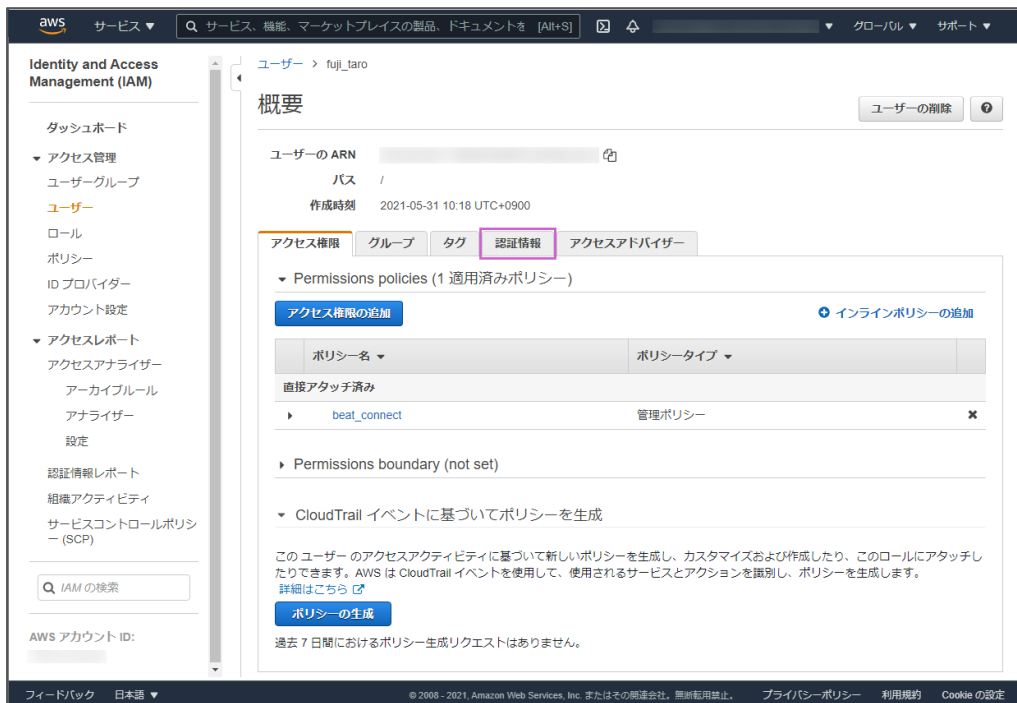 aws サービス ▼ サービス、機能、マーケットプレイスの製品、ドキュメントを [Alt+S] ▼ グローバル ▼ サポート ▼
Identity and Access
Management (IAM)
ダッシュボード
アクセス管理
ユーザーグループ
ユーザー
ロール
ポリシー
ID プロバイダー
アカウント設定
アクセスレポート
アクセスアナライザー
アーカイブルール
アナライザー
設定
認証情報レポート
組織アクティビティ
サービスコントロールポリシ
ー (SCP)
IAM の検索
AWS アカウント ID:
ユーザー > fuji_taro
概要
ユーザーの削除
ユーザーの ARN
パス /
作成時刻 2021-05-31 10:18 UTC+0900
アクセス権限 グループ タグ 認証情報 アクセスアドバイザー
Permissions policies (1 適用済みポリシー)
アクセス権限の追加 インラインポリシーの追加
ポリシー名 ポリシータイプ
直接アタッチ済み
beat_connect 管理ポリシー
Permissions boundary (not set)
CloudTrail イベントに基づいてポリシーを生成
この ユーザー のアクセスアクティビティに基づいて新しいポリシーを生成し、カスタマイズおよび作成したり、このロールにアタッチし
たりできます。AWS は CloudTrail イベントを使用して、使用されるサービスとアクションを識別し、ポリシーを生成します。
詳細はこちら
ポリシーの生成
過去 7 日間におけるポリシー生成リクエストはありません。
フィードバック 日本語 ▼ © 2008 - 2021, Amazon Web Services, Inc. またはその関連会社。無断転用禁止。 プライバシーポリシー 利用規約 Cookie の設定